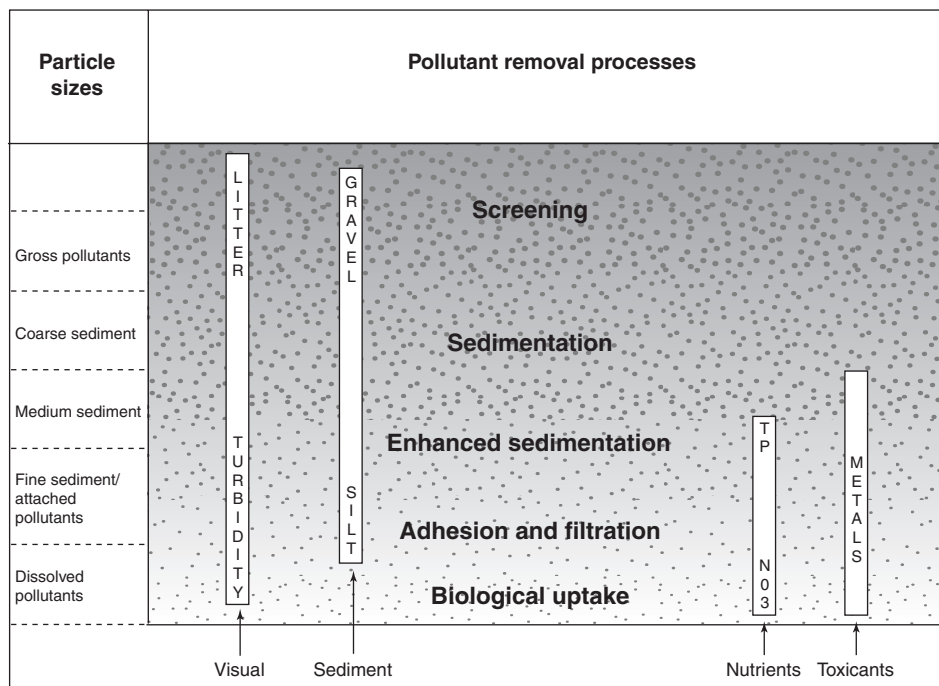 Particle
sizes
Pollutant removal processes
Gross pollutants
Coarse sediment
Medium sediment
Fine sediment/
attached
pollutants
Dissolved
pollutants
LITTER
TURBIDITY
GRAVEL
SILT
Screening
Sedimentation
Enhanced sedimentation
Adhesion and filtration
Biological uptake
TP
N03
METALS
Visual
Sediment
Nutrients
Toxicants